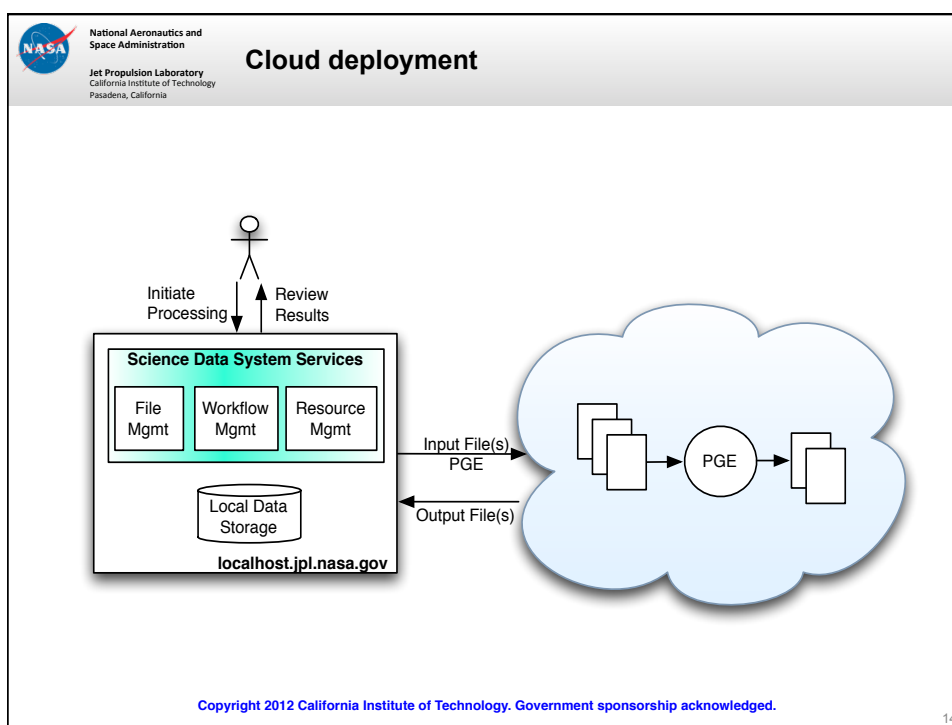 NASA
National Aeronautics and
Space Administration
Jet Propulsion Laboratory
California Institute of Technology
Pasadena, California
Cloud deployment
Initiate
Processing
Review
Results
Science Data System Services
File
Mgmt
Workflow
Mgmt
Resource
Mgmt
Local Data
Storage
localhost.jpl.nasa.gov
Input File(s)
PGE
Output File(s)
PGE
Copyright 2012 California Institute of Technology. Government sponsorship acknowledged.